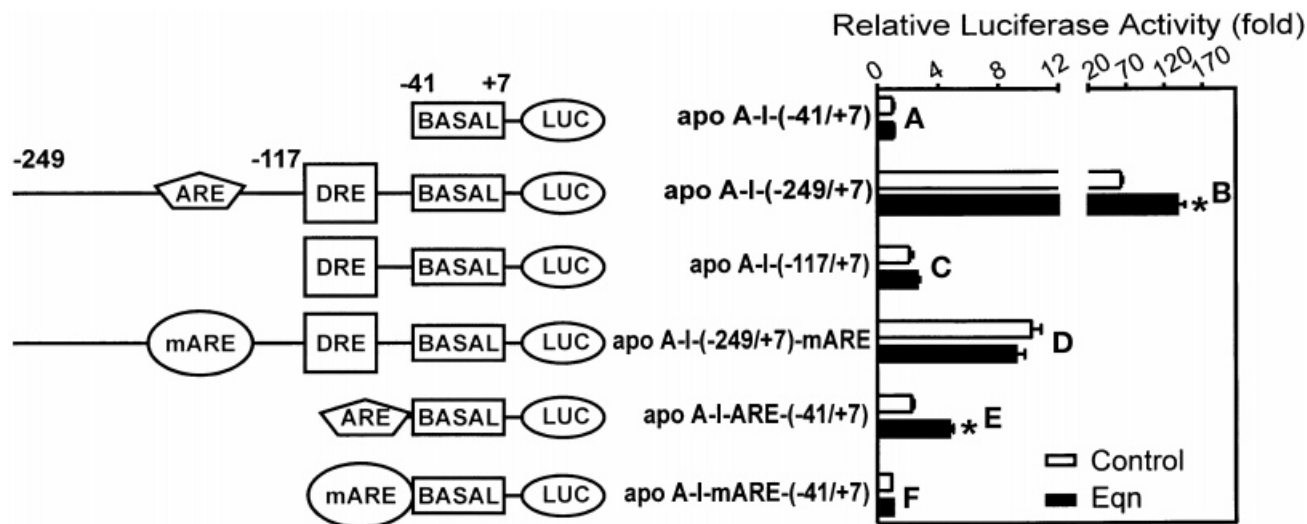 Relative Luciferase Activity (fold)
0 4 8 12 20 70 120 170
-41 +7
BASAL LUC apo A-I-(-41/+7) A
-249 -117
ARE DRE BASAL LUC apo A-I-(-249/+7) * B
DRE BASAL LUC apo A-I-(-117/+7) C
mARE DRE BASAL LUC apo A-I-(-249/+7)-mARE D
ARE BASAL LUC apo A-I-ARE-(-41/+7) * E
Control
mARE BASAL LUC apo A-I-mARE-(-41/+7) F
Eqn